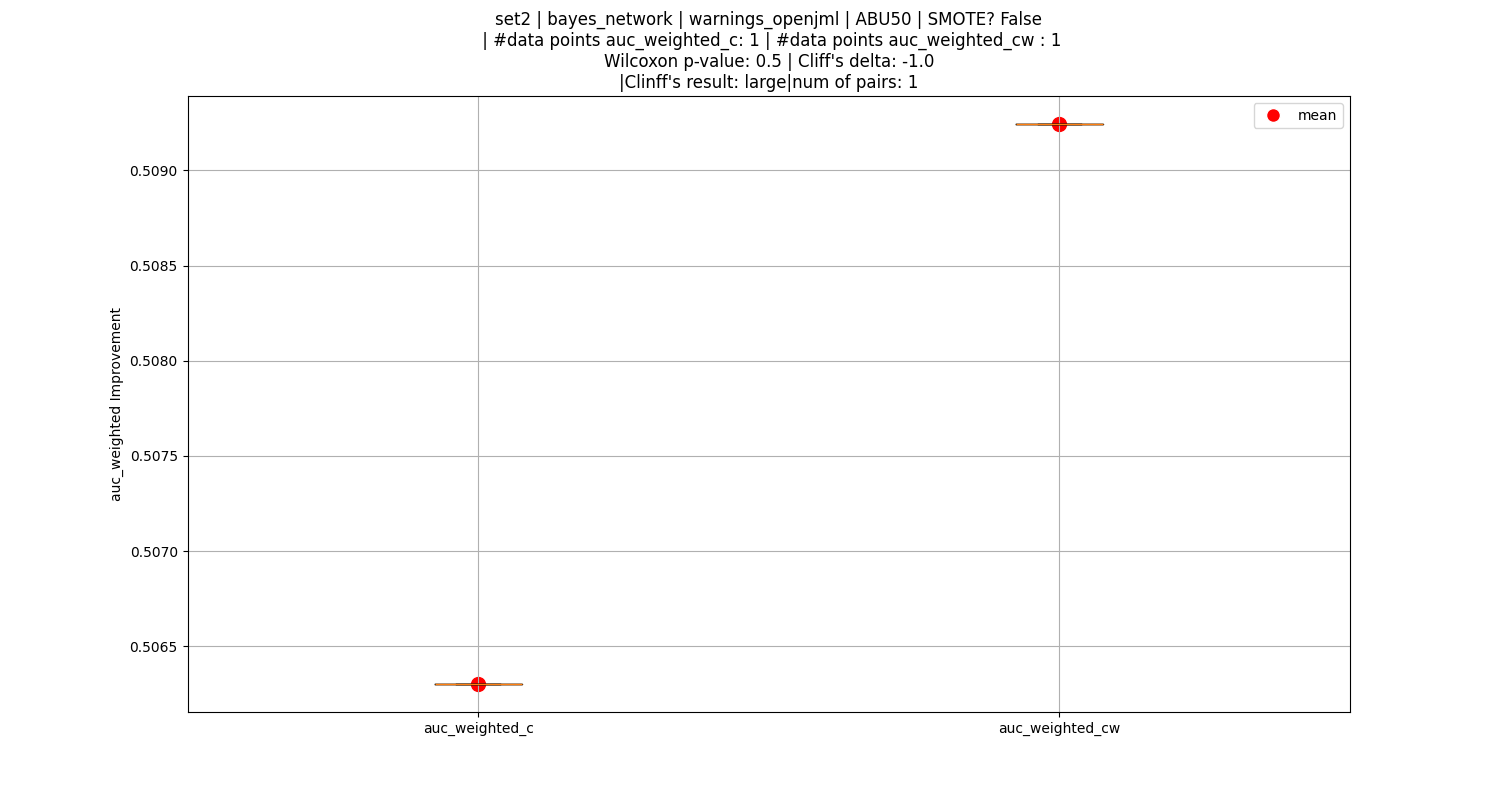 set2 | bayes_network | warnings_openjml | ABU50 | SMOTE? False
| #data points auc_weighted_c: 1 | #data points auc_weighted_cw : 1
Wilcoxon p-value: 0.5 | Cliff's delta: -1.0
|Clinff's result: large|num of pairs: 1
mean
0.5090
0.5085
0.5080
0.5075
0.5070
0.5065
auc_weighted Improvement
auc_weighted_c
auc_weighted_cw